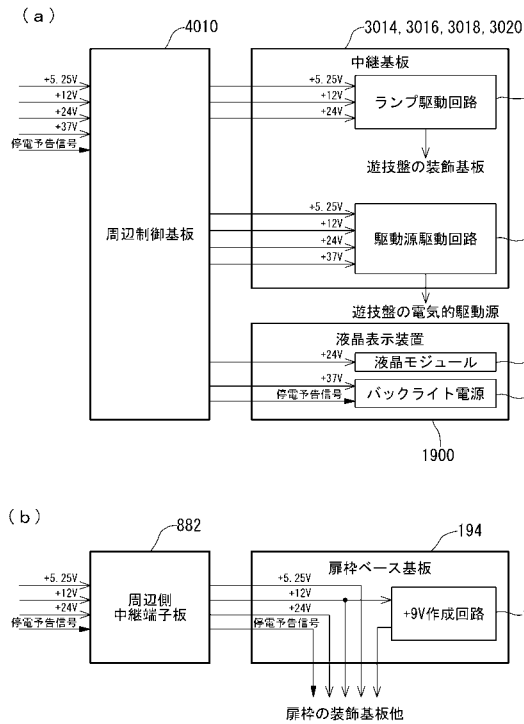 (a)
4010
3014, 3016, 3018, 3020
中継基板
+5.25V
+12V
+24V
+37V
停電予告信号
周辺制御基板
+5.25V
+12V
+24V
ランプ駆動回路
遊技盤の装飾基板
+5.25V
+12V
+24V
+37V
駆動源駆動回路
遊技盤の電気的駆動源
液晶表示装置
+24V
液晶モジュール
+37V
停電予告信号
バックライト電源
1900
(b)
882
194
扉枠ベース基板
+5.25V
+12V
+24V
停電予告信号
周辺側
中継端子板
+5.25V
+12V
+24V
停電予告信号
+9V作成回路
扉枠の装飾基板他